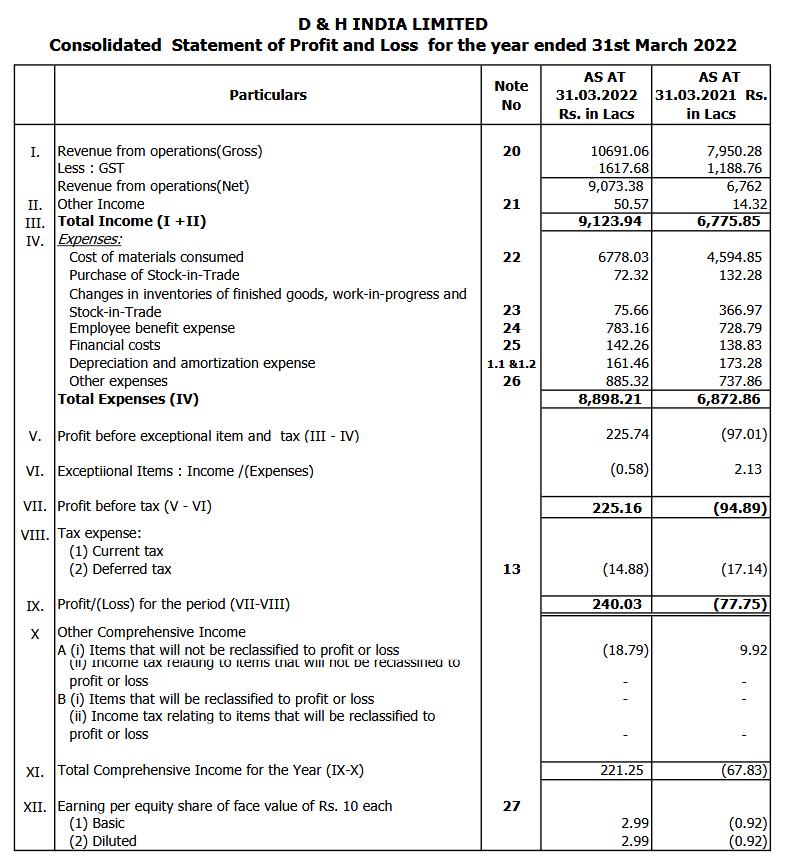 D & H INDIA LIMITED
Consolidated Statement of Profit and Loss for the year ended 31st March 2022
Particulars Note No AS AT 31.03.2022 Rs. in Lacs AS AT 31.03.2021 Rs. in Lacs
I. Revenue from operations(Gross) 20 10691.06 7,950.28
Less : GST 1617.68 1,188.76
Revenue from operations(Net) 9,073.38 6,762
II. Other Income 21 50.57 14.32
III. Total Income (I +II) 9,123.94 6,775.85
IV. Expenses:
Cost of materials consumed 22 6778.03 4,594.85
Purchase of Stock-in-Trade 72.32 132.28
Changes in inventories of finished goods, work-in-progress and
Stock-in-Trade 23 75.66 366.97
Employee benefit expense 24 783.16 728.79
Financial costs 25 142.26 138.83
Depreciation and amortization expense 1.1 &1.2 161.46 173.28
Other expenses 26 885.32 737.86
Total Expenses (IV) 8,898.21 6,872.86
V. Profit before exceptional item and tax (III - IV) 225.74 (97.01)
VI. Exceptiional Items : Income /(Expenses) (0.58) 2.13
VII. Profit before tax (V - VI) 225.16 (94.89)
VIII. Tax expense:
(1) Current tax
(2) Deferred tax 13 (14.88) (17.14)
IX. Profit/(Loss) for the period (VII-VIII) 240.03 (77.75)
X Other Comprehensive Income
A (i) Items that will not be reclassified to profit or loss (18.79) 9.92
(ii) Income tax relating to items that will not be reclassified to
profit or loss - -
B (i) Items that will be reclassified to profit or loss - -
(ii) Income tax relating to items that will be reclassified to
profit or loss - -
XI. Total Comprehensive Income for the Year (IX-X) 221.25 (67.83)
XII. Earning per equity share of face value of Rs. 10 each 27
(1) Basic 2.99 (0.92)
(2) Diluted 2.99 (0.92)